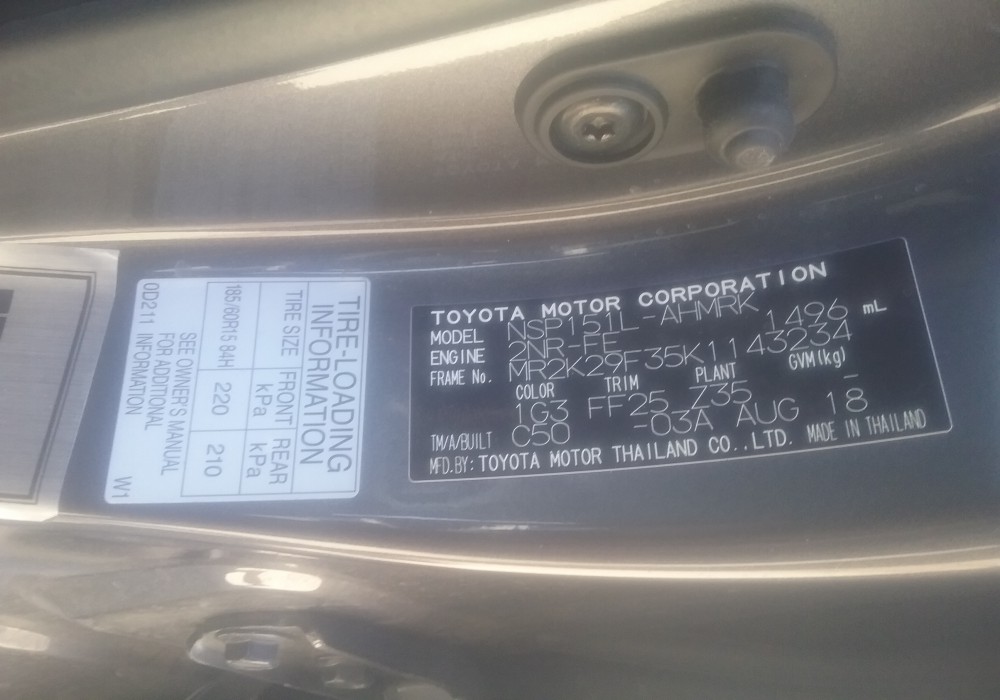 TOYOTA MOTOR CORPORATION
MODEL NSP151L-AHMRK
ENGINE 2NR-FE 1496 mL
FRAME No. MR2K29F35K1143234
COLOR TRIM PLANT GVM(kg)
1G3 FF25 Z35 –
TM/A/BUILT C50 -03A AUG 18
MFD.BY: TOYOTA MOTOR THAILAND CO.,LTD. MADE IN THAILAND
TIRE-LOADING
INFORMATION
TIRE SIZE FRONT REAR
kPa kPa
185/60R15 84H 220 210
SEE OWNER'S MANUAL
FOR ADDITIONAL
INFORMATION
0D211 W1